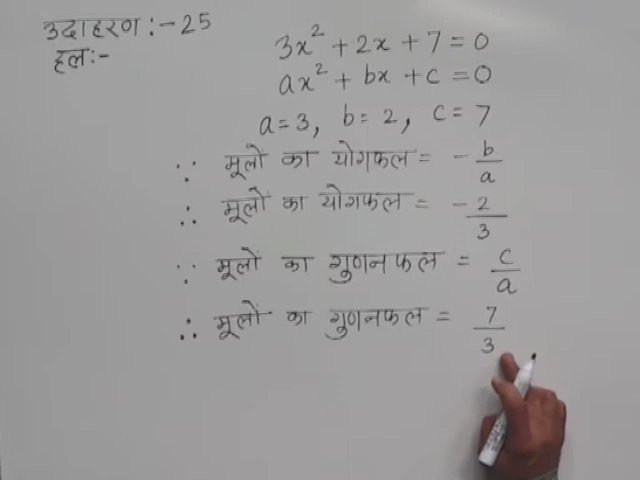 उदाहरण :- 25
हल :-
3x² + 2x + 7 = 0
ax² + bx + c = 0
a = 3, b = 2, c = 7
∵ मूलों का योगफल = - b/a
∴ मूलों का योगफल = - 2/3
∵ मूलों का गुणनफल = c/a
∴ मूलों का गुणनफल = 7/3